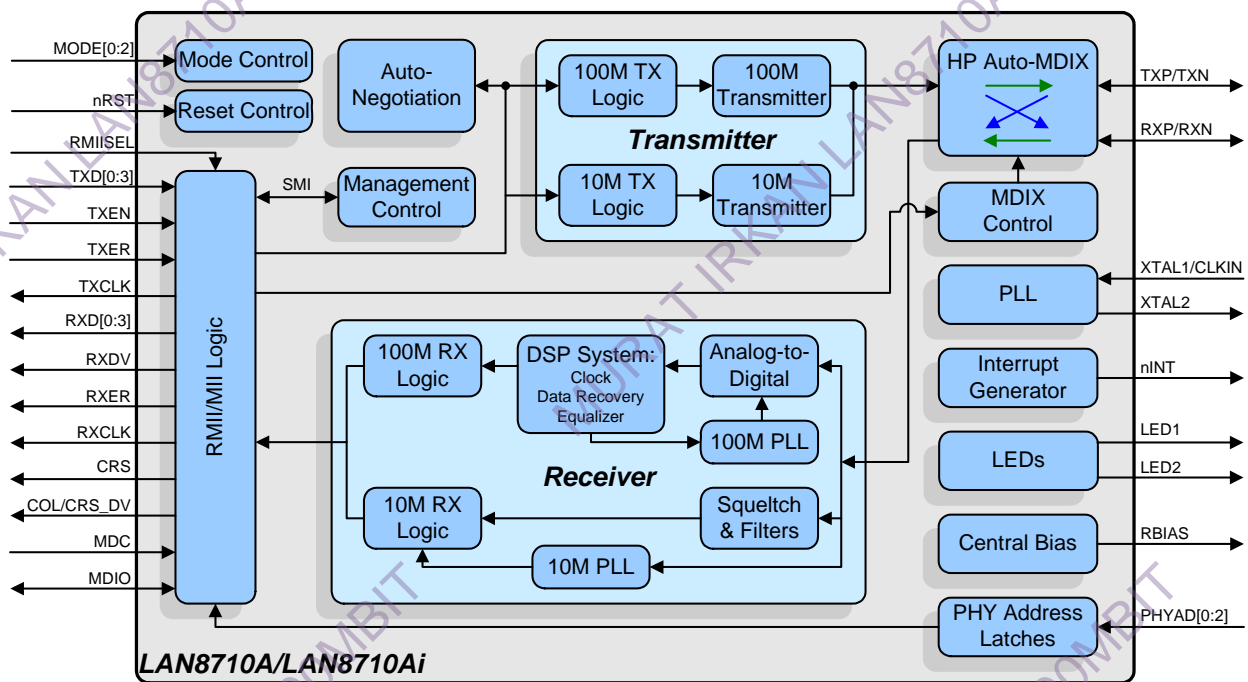 MODE[0:2]
nRST
RMIISEL
TXD[0:3]
TXEN
TXER
TXCLK
RXD[0:3]
RXDV
RXER
RXCLK
CRS
COL/CRS_DV
MDC
MDIO
Mode Control
Reset Control
RMII/MII Logic
SMI
Auto-
Negotiation
Management
Control
100M TX
Logic
100M
Transmitter
Transmitter
10M TX
Logic
10M
Transmitter
100M RX
Logic
DSP System:
Clock
Data Recovery
Equalizer
Analog-to-
Digital
100M PLL
Receiver
10M RX
Logic
Squeltch
& Filters
10M PLL
HP Auto-MDIX
MDIX
Control
PLL
Interrupt
Generator
LEDs
Central Bias
PHY Address
Latches
TXP/TXN
RXP/RXN
XTAL1/CLKIN
XTAL2
nINT
LED1
LED2
RBIAS
PHYAD[0:2]
LAN8710A/LAN8710Ai
MURAT IRKAN LAN8710A